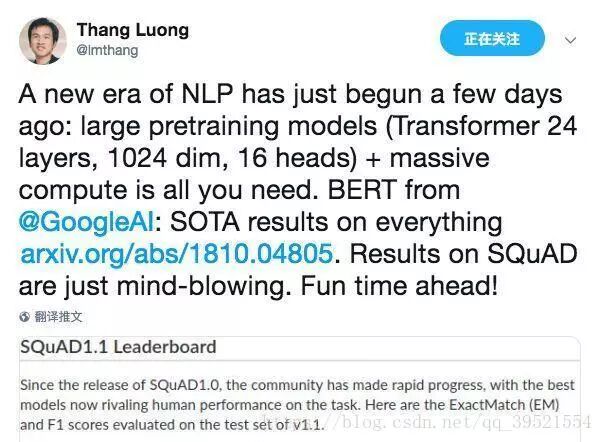 Thang Luong
@lmthang
正在关注
A new era of NLP has just begun a few days
ago: large pretraining models (Transformer 24
layers, 1024 dim, 16 heads) + massive
compute is all you need. BERT from
@GoogleAI: SOTA results on everything
arxiv.org/abs/1810.04805. Results on SQuAD
are just mind-blowing. Fun time ahead!
翻译推文
SQuAD1.1 Leaderboard
Since the release of SQuAD1.0, the community has made rapid progress, with the best
models now rivaling human performance on the task. Here are the ExactMatch (EM)
and F1 scores evaluated on the test set of v1.1.
https://blog.csdn.net/qq_39521554